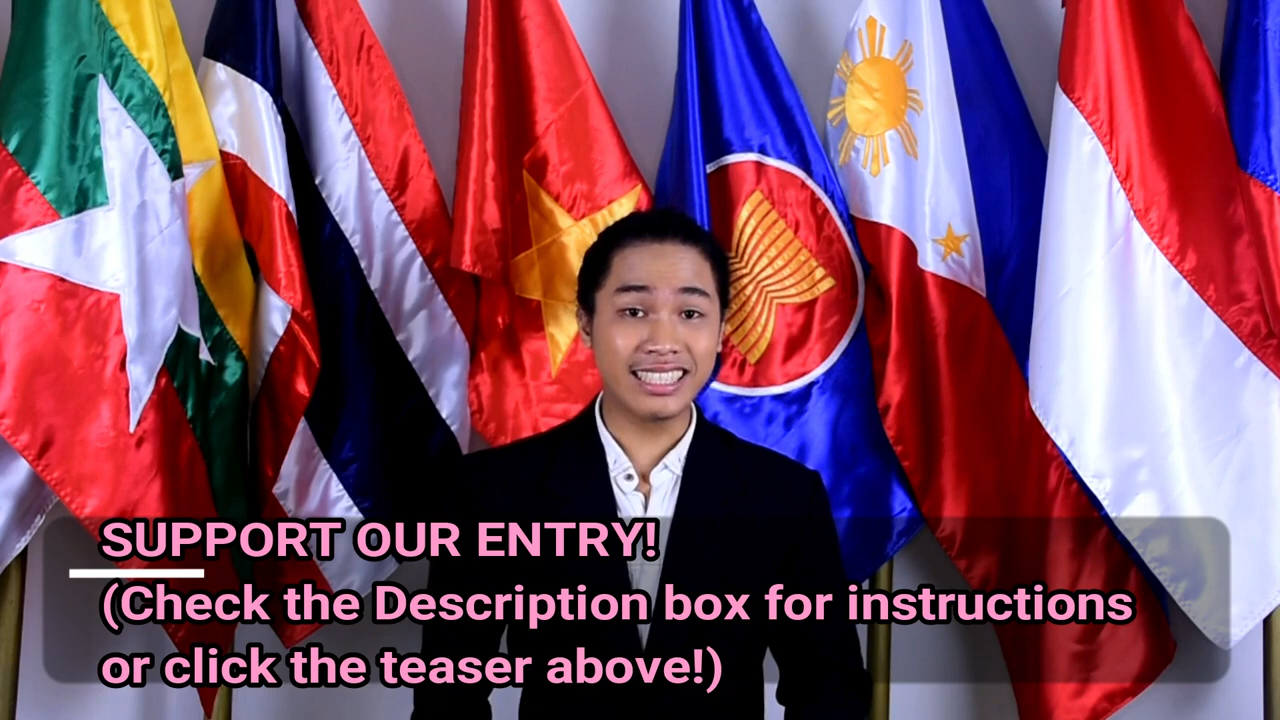 SUPPORT OUR ENTRY!
(Check the Description box for instructions
or click the teaser above!)